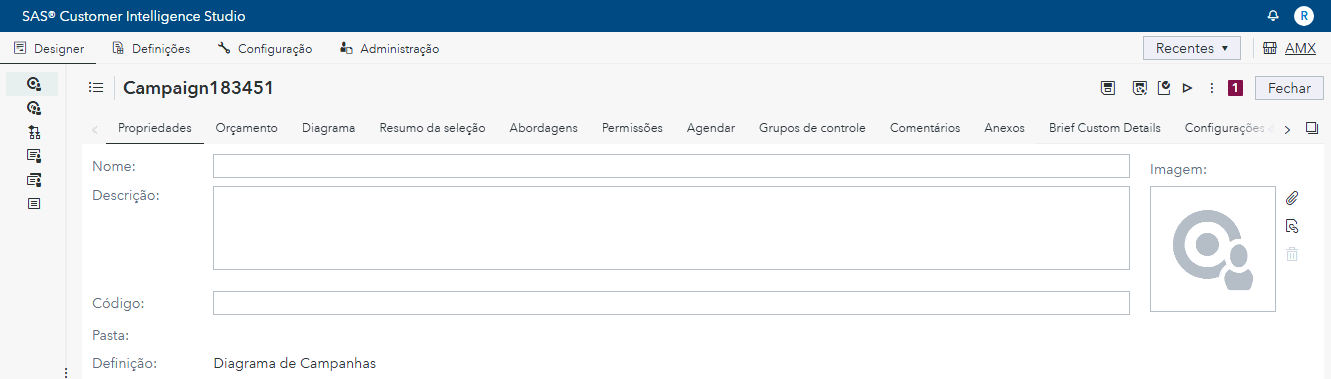 SAS® Customer Intelligence Studio R
Designer Definições Configuração Administração Recentes AMX
Campaign183451 1 Fechar
Propriedades Orçamento Diagrama Resumo da seleção Abordagens Permissões Agendar Grupos de controle Comentários Anexos Brief Custom Details Configurações
Nome: Imagem:
Descrição:
Código:
Pasta:
Definição: Diagrama de Campanhas